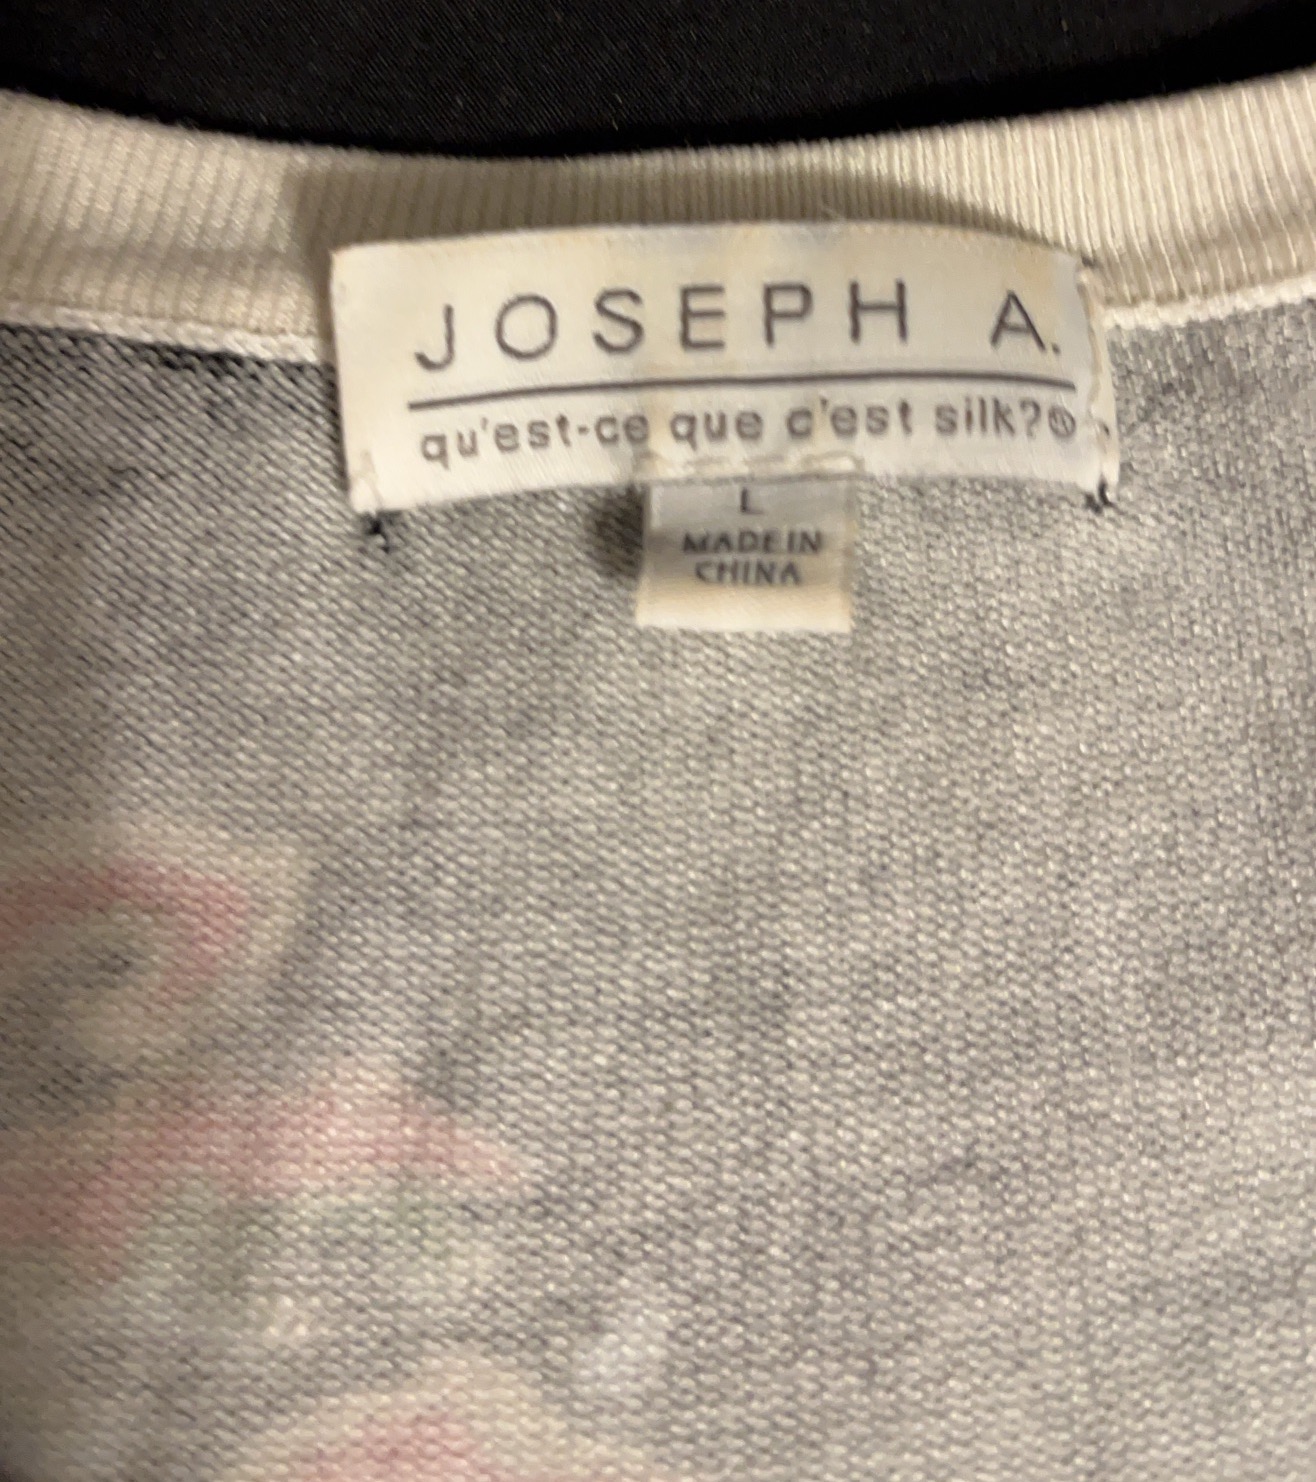 JOSEPH A.
qu'est-ce que c'est silk?®
L
MADE IN
CHINA